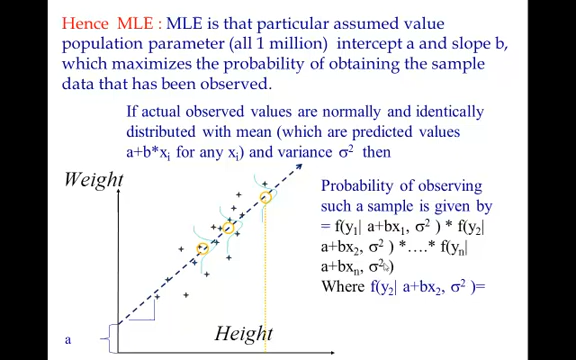 Hence MLE : MLE is that particular assumed value
population parameter (all 1 million) intercept a and slope b,
which maximizes the probability of obtaining the sample
data that has been observed.
If actual observed values are normally and identically
distributed with mean (which are predicted values
a+b*xᵢ for any xᵢ) and variance σ² then
Weight
Probability of observing
such a sample is given by
= f(y₁| a+bx₁, σ² ) * f(y₂|
a+bx₂, σ² ) *….* f(yₙ|
a+bxₙ, σ²)
Where f(y₂| a+bx₂, σ² )=
Height
a